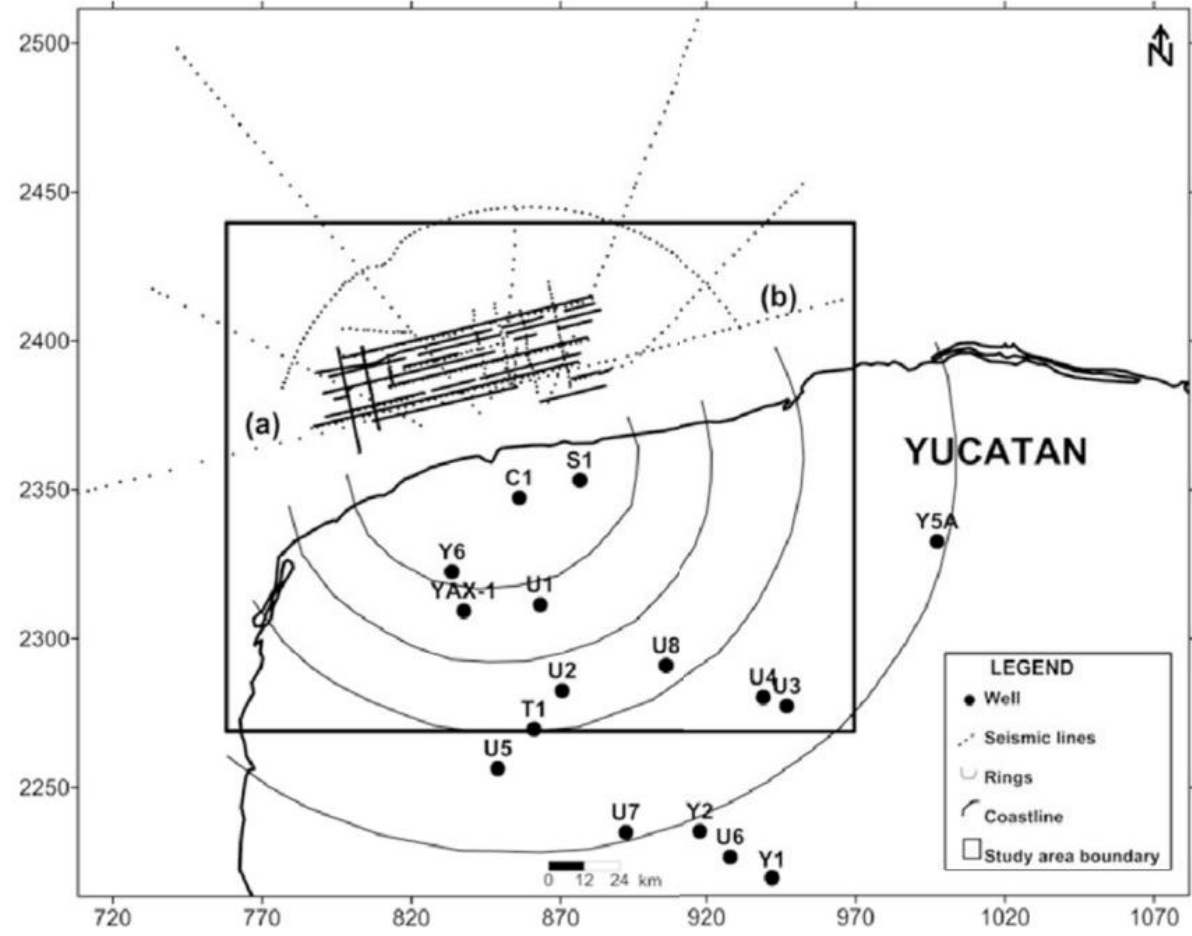 2500
N
2450
2400
(b)
(a)
2350
YUCATAN
S1
C1
Y5A
Y6
YAX-1
U1
2300
U8
U2
U4
U3
T1
LEGEND
Well
Seismic lines
Rings
Coastline
Study area boundary
U5
2250
U7
Y2
U6
Y1
0 12 24 km
720 770 820 870 920 970 1020 1070